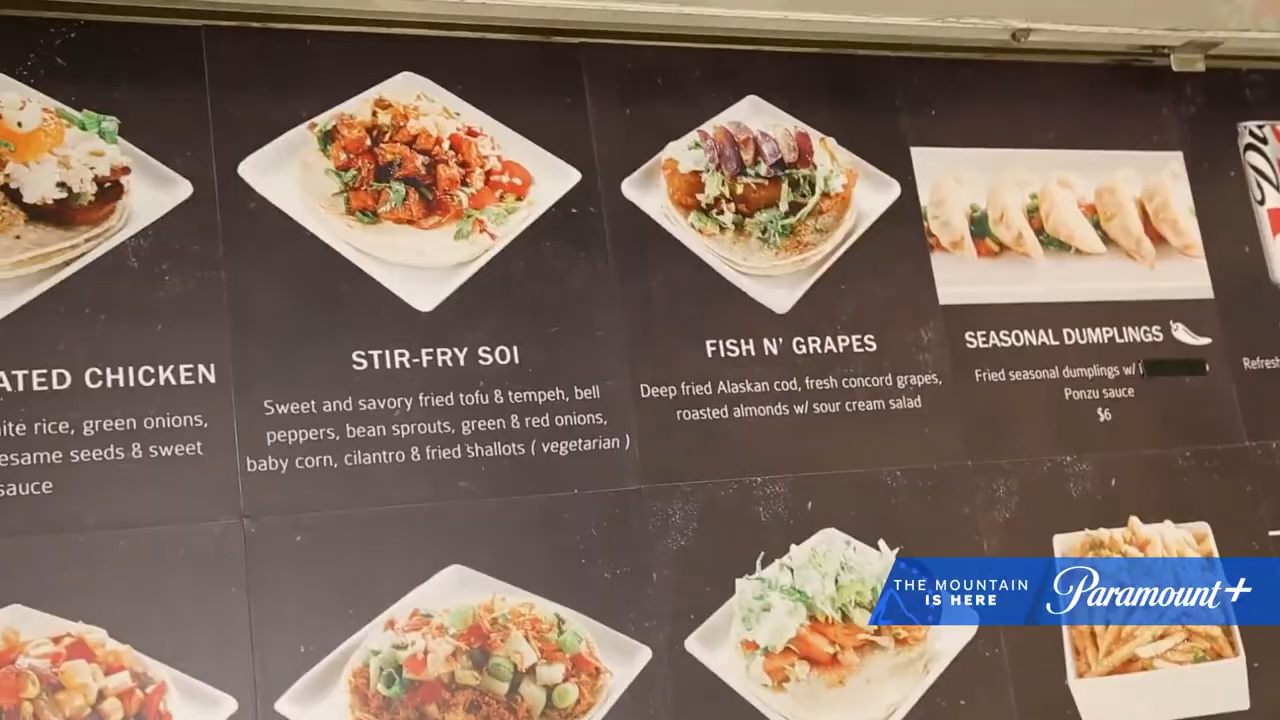 ATED CHICKEN
rice, green onions,
sesame seeds & sweet
sauce
STIR-FRY SOI
Sweet and savory fried tofu & tempeh, bell
peppers, bean sprouts, green & red onions,
baby corn, cilantro & fried shallots ( vegetarian )
FISH N' GRAPES
Deep fried Alaskan cod, fresh concord grapes,
roasted almonds w/ sour cream salad
SEASONAL DUMPLINGS
Fried seasonal dumplings w/
Ponzu sauce
$6
Refresh
THE MOUNTAIN
IS HERE
Paramount+